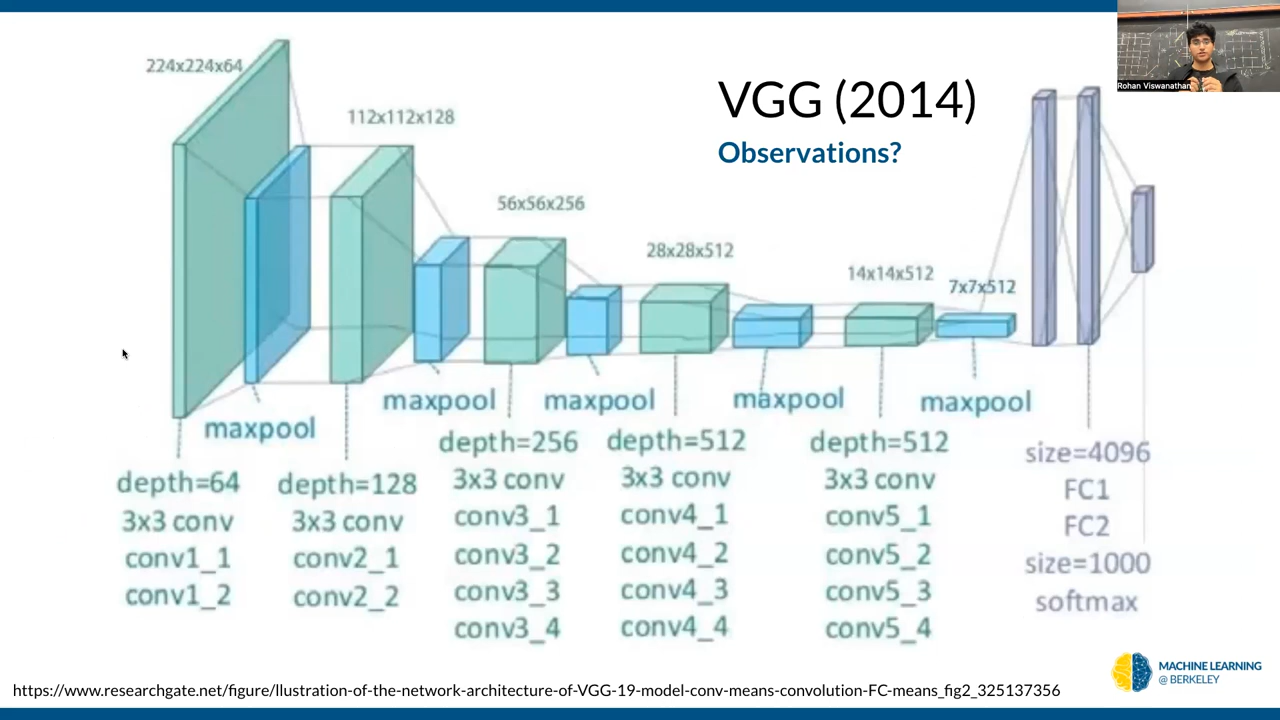 Rohan Viswanathan
VGG (2014)
Observations?
224x224x64
112x112x128
56x56x256
28x28x512
14x14x512
7x7x512
maxpool
maxpool
maxpool
maxpool
maxpool
depth=64
3x3 conv
conv1_1
conv1_2
depth=128
3x3 conv
conv2_1
conv2_2
depth=256
3x3 conv
conv3_1
conv3_2
conv3_3
conv3_4
depth=512
3x3 conv
conv4_1
conv4_2
conv4_3
conv4_4
depth=512
3x3 conv
conv5_1
conv5_2
conv5_3
conv5_4
size=4096
FC1
FC2
size=1000
softmax
MACHINE LEARNING
@ BERKELEY
https://www.researchgate.net/figure/llustration-of-the-network-architecture-of-VGG-19-model-conv-means-convolution-FC-means_fig2_325137356